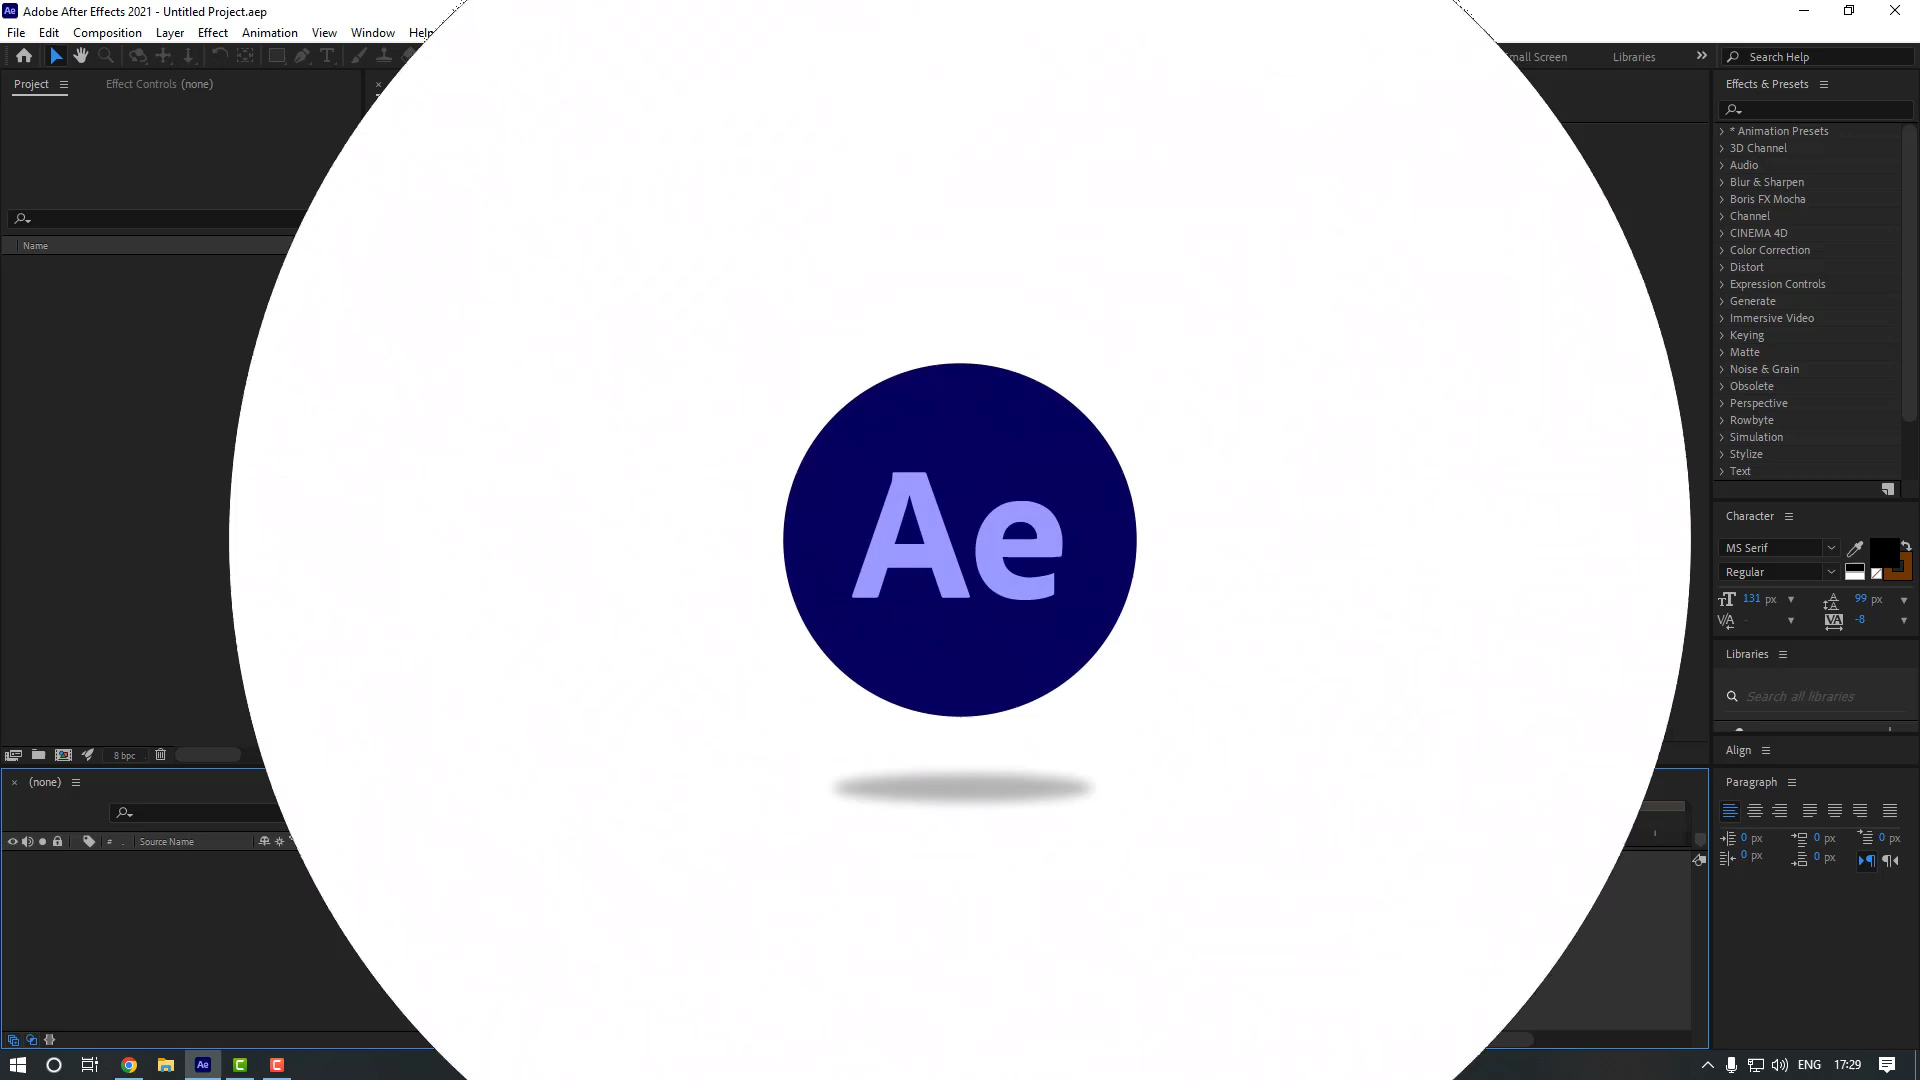 Adobe After Effects 2021 - Untitled Project.aep
File Edit Composition Layer Effect Animation View Window Help
mall Screen Libraries Search Help
Project Effect Controls (none)
Effects & Presets
* Animation Presets
3D Channel
Audio
Blur & Sharpen
Boris FX Mocha
Channel
CINEMA 4D
Color Correction
Distort
Expression Controls
Generate
Immersive Video
Keying
Matte
Noise & Grain
Obsolete
Perspective
Rowbyte
Simulation
Stylize
Text
Name
Ae
Character
MS Serif
Regular
131 px 99 px
-8
Libraries
Search all libraries
Align
Paragraph
0 px 0 px 0 px
0 px 0 px
8 bpc
(none)
# Source Name
Ae
ENG 17:29